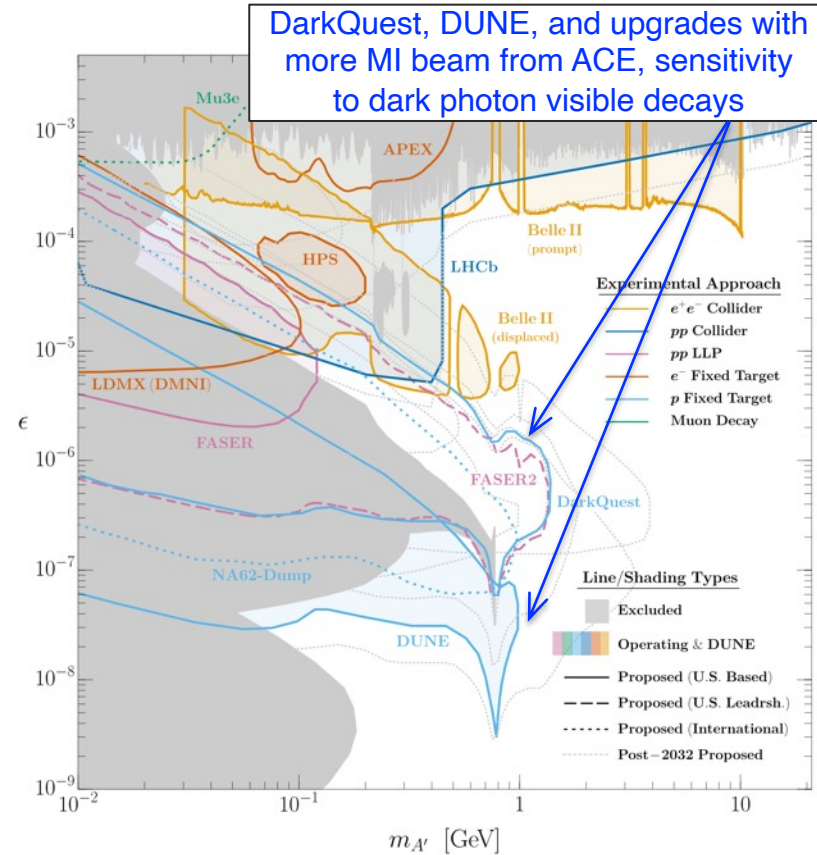 DarkQuest, DUNE, and upgrades with
more MI beam from ACE, sensitivity
to dark photon visible decays
Mu3e
APEX
10⁻³
10⁻⁴
10⁻⁵
10⁻⁶
10⁻⁷
10⁻⁸
10⁻⁹
ϵ
HPS
LHCb
Belle II
(prompt)
Belle II
(displaced)
LDMX (DMNI)
FASER
FASER2
DarkQuest
NA62-Dump
DUNE
Experimental Approach
e⁺e⁻ Collider
pp Collider
pp LLP
e⁻ Fixed Target
p Fixed Target
Muon Decay
Line/Shading Types
Excluded
Operating & DUNE
Proposed (U.S. Based)
Proposed (U.S. Leadrsh.)
Proposed (International)
Post−2032 Proposed
10⁻² 10⁻¹ 1 10
m_A′ [GeV]